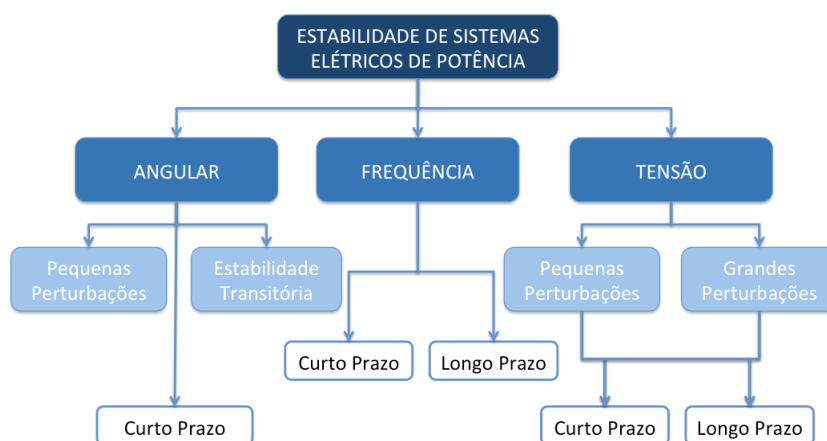 ESTABILIDADE DE SISTEMAS
ELÉTRICOS DE POTÊNCIA
ANGULAR
FREQUÊNCIA
TENSÃO
Pequenas
Perturbações
Estabilidade
Transitória
Pequenas
Perturbações
Grandes
Perturbações
Curto Prazo
Longo Prazo
Curto Prazo
Curto Prazo
Longo Prazo